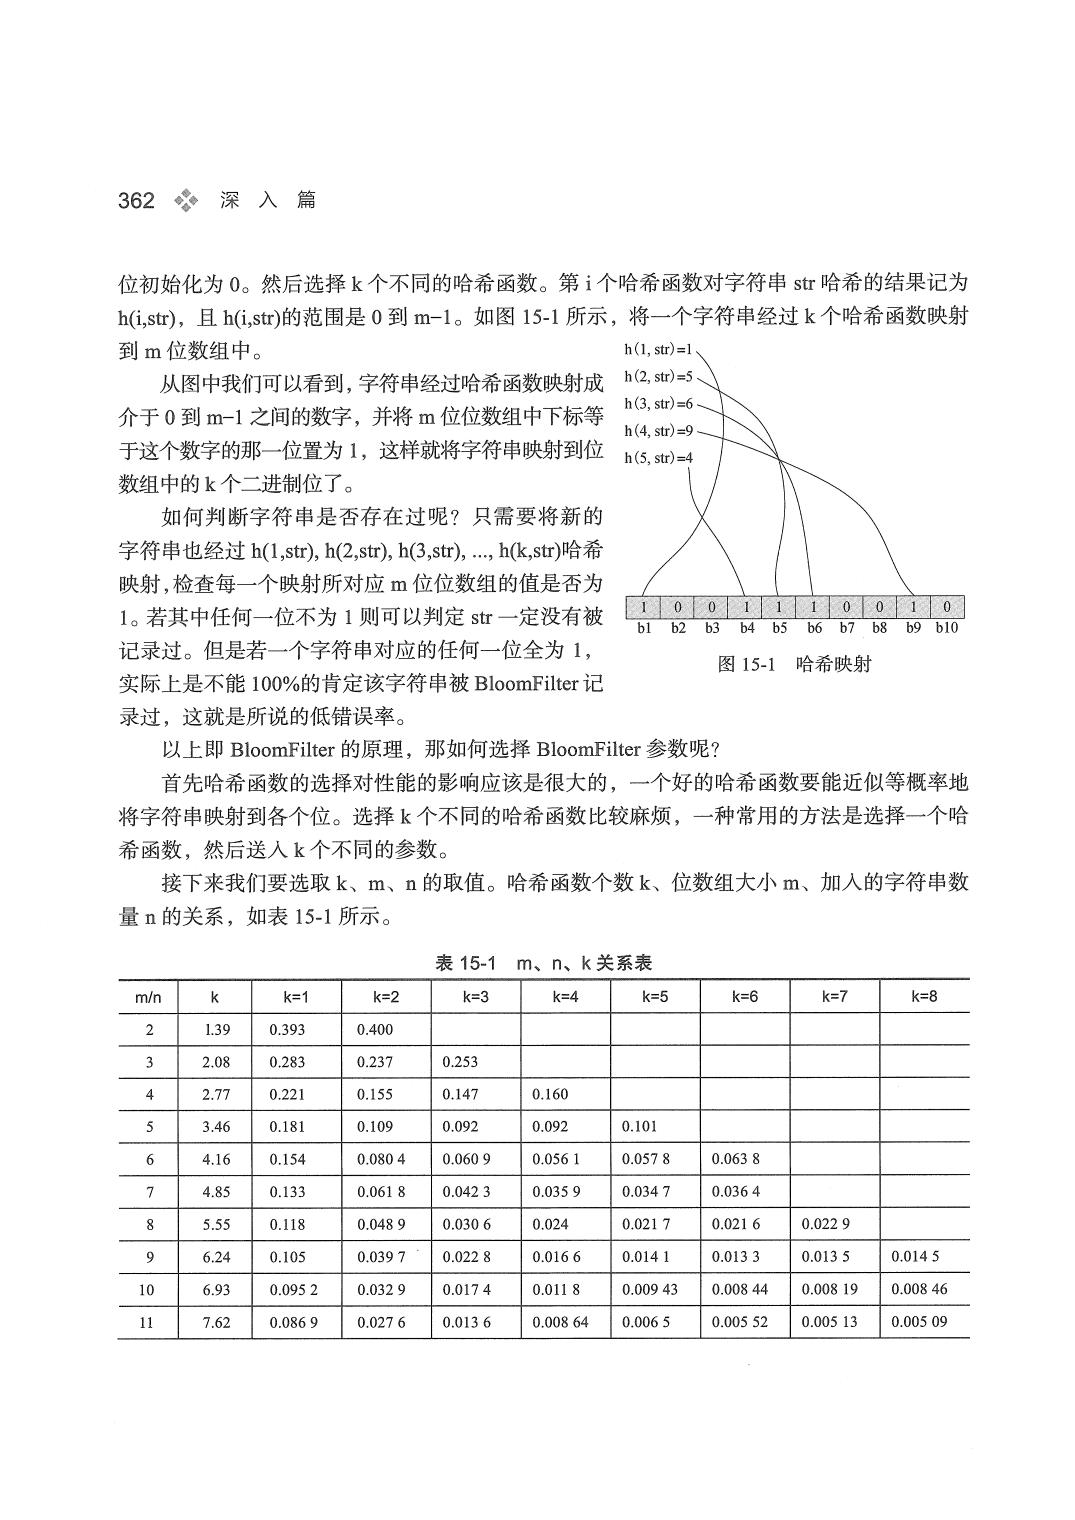 362 深 入 篇
位初始化为 0。然后选择 k 个不同的哈希函数。第 i 个哈希函数对字符串 str 哈希的结果记为
h(i,str)，且 h(i,str)的范围是 0 到 m−1。如图 15-1 所示，将一个字符串经过 k 个哈希函数映射
到 m 位数组中。
从图中我们可以看到，字符串经过哈希函数映射成
介于 0 到 m−1 之间的数字，并将 m 位位数组中下标等
于这个数字的那一位置为 1，这样就将字符串映射到位
数组中的 k 个二进制位了。
如何判断字符串是否存在过呢？只需要将新的
字符串也经过 h(1,str), h(2,str), h(3,str), ..., h(k,str)哈希
映射，检查每一个映射所对应 m 位位数组的值是否为
1。若其中任何一位不为 1 则可以判定 str 一定没有被
记录过。但是若一个字符串对应的任何一位全为 1，
实际上是不能 100%的肯定该字符串被 BloomFilter 记
录过，这就是所说的低错误率。
h(1, str)=1
h(2, str)=5
h(3, str)=6
h(4, str)=9
h(5, str)=4
1 0 0 1 1 1 0 0 1 0
b1 b2 b3 b4 b5 b6 b7 b8 b9 b10
图 15-1 哈希映射
以上即 BloomFilter 的原理，那如何选择 BloomFilter 参数呢？
首先哈希函数的选择对性能的影响应该是很大的，一个好的哈希函数要能近似等概率地
将字符串映射到各个位。选择 k 个不同的哈希函数比较麻烦，一种常用的方法是选择一个哈
希函数，然后送入 k 个不同的参数。
接下来我们要选取 k、m、n 的取值。哈希函数个数 k、位数组大小 m、加入的字符串数
量 n 的关系，如表 15-1 所示。
表 15-1 m、n、k 关系表
m/n k k=1 k=2 k=3 k=4 k=5 k=6 k=7 k=8
2 1.39 0.393 0.400
3 2.08 0.283 0.237 0.253
4 2.77 0.221 0.155 0.147 0.160
5 3.46 0.181 0.109 0.092 0.092 0.101
6 4.16 0.154 0.080 4 0.060 9 0.056 1 0.057 8 0.063 8
7 4.85 0.133 0.061 8 0.042 3 0.035 9 0.034 7 0.036 4
8 5.55 0.118 0.048 9 0.030 6 0.024 0.021 7 0.021 6 0.022 9
9 6.24 0.105 0.039 7 0.022 8 0.016 6 0.014 1 0.013 3 0.013 5 0.014 5
10 6.93 0.095 2 0.032 9 0.017 4 0.011 8 0.009 43 0.008 44 0.008 19 0.008 46
11 7.62 0.086 9 0.027 6 0.013 6 0.008 64 0.006 5 0.005 52 0.005 13 0.005 09